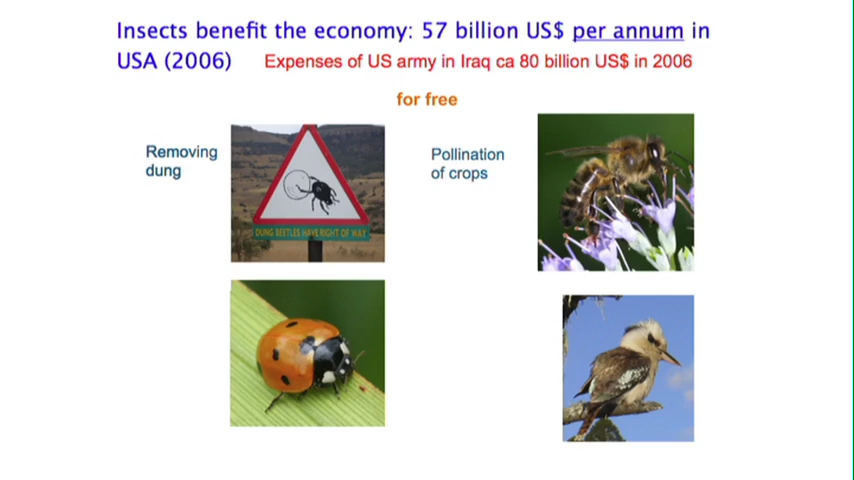 Insects benefit the economy: 57 billion US$ per annum in
USA (2006) Expenses of US army in Iraq ca 80 billion US$ in 2006
for free
Removing
dung
Pollination
of crops
DUNG BEETLES HAVE RIGHT OF WAY